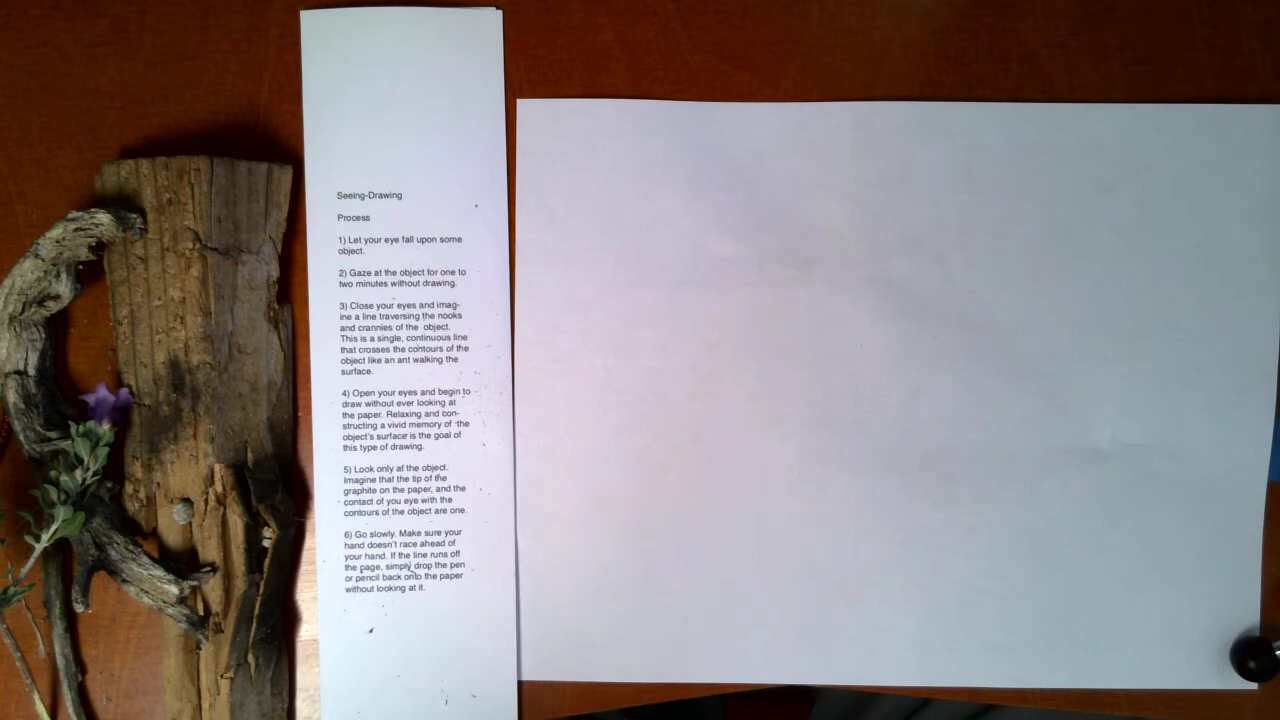 Seeing-Drawing
Process
1) Let your eye fall upon some
object.
2) Gaze at the object for one to
two minutes without drawing.
3) Close your eyes and imag-
ine a line traversing the nooks
and crannies of the object.
This is a single, continuous line
that crosses the contours of the
object like an ant walking the
surface.
4) Open your eyes and begin to
draw without ever looking at
the paper. Relaxing and con-
structing a vivid memory of the
object's surface is the goal of
this type of drawing.
5) Look only at the object.
Imagine that the tip of the
graphite on the paper, and the
contact of you eye with the
contours of the object are one.
6) Go slowly. Make sure your
hand doesn't race ahead of
your hand. If the line runs off
the page, simply drop the pen
or pencil back onto the paper
without looking at it.